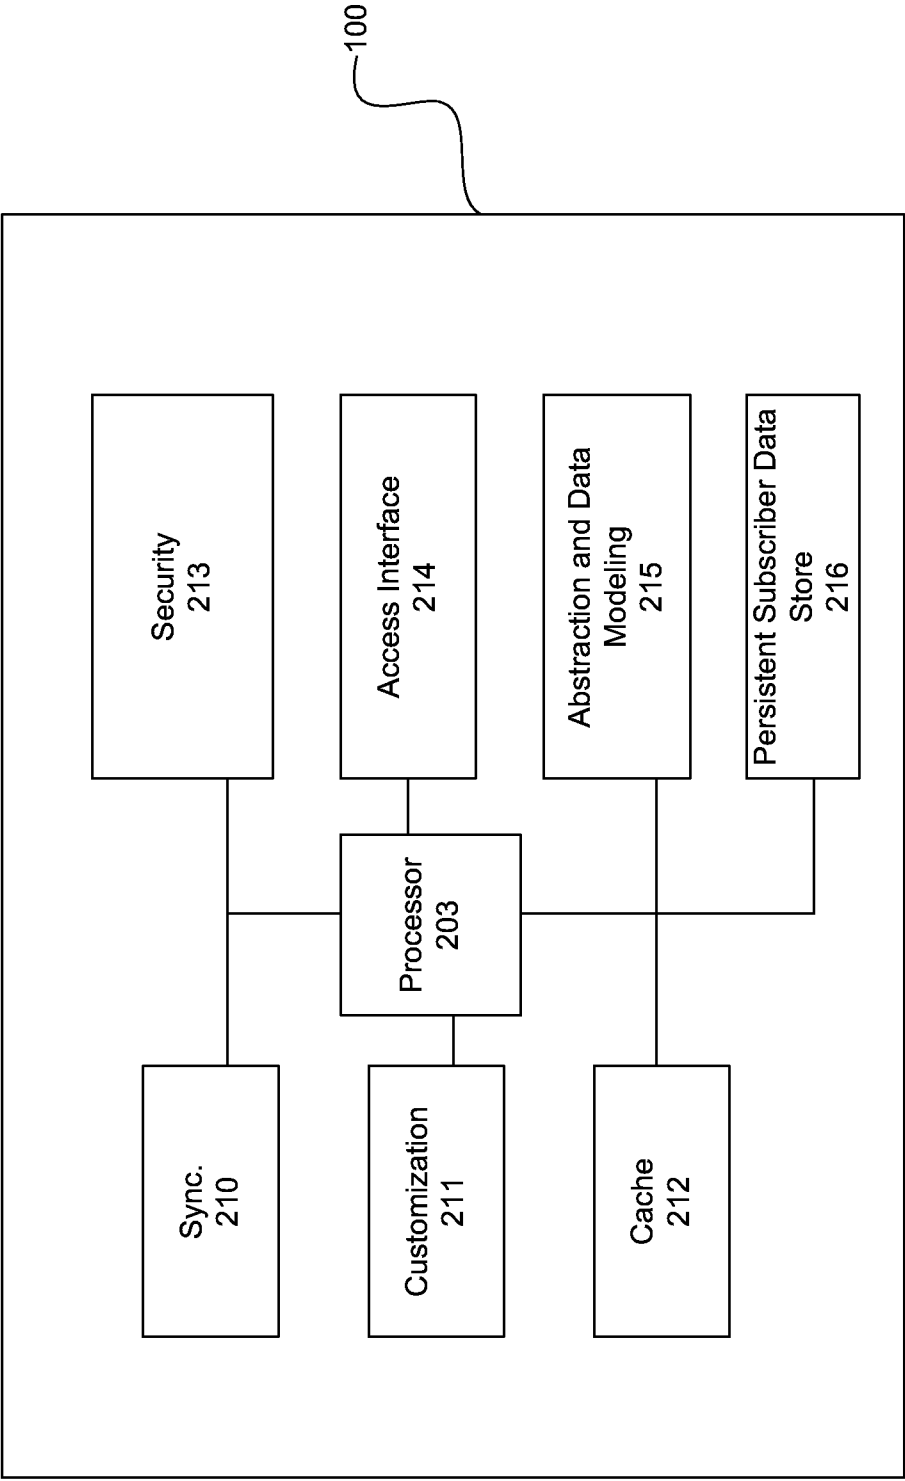 100
Sync.
210
Customization
211
Cache
212
Processor
203
Security
213
Access Interface
214
Abstraction and Data
Modeling
215
Persistent Subscriber Data
Store
216